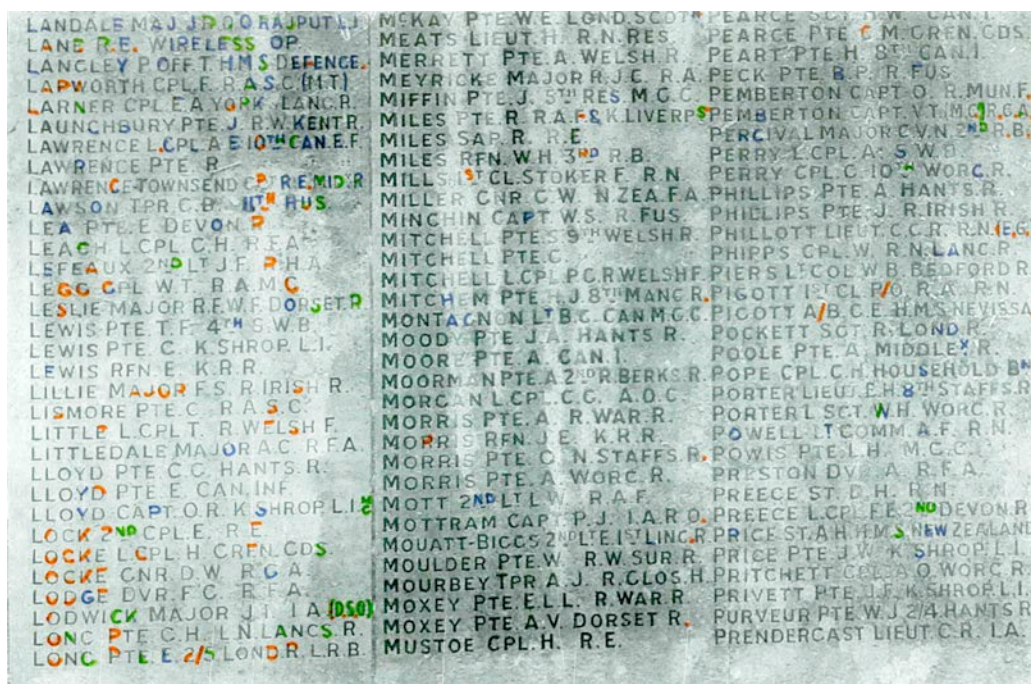 LANDALE MAJ. J.R. D.Q.O RAJPUT L.I.
LANE R.E. WIRELESS OP
LANGLEY P.OFF.T. H.M.S DEFENCE.
LAPWORTH CPL.F. R.A.S.C.(M.T)
LARNER CPL.E.A. YORK. LANC.R.
LAUNCHBURY PTE.J. R.W.KENT R.
LAWRENCE L.CPL.A.E. 10TH CAN.E.F.
LAWRENCE PTE. R
LAWRENCE-TOWNSEND CPT R.E.MID.R
LAWSON TPR.C.B. 11TH HUS.
LEA PTE.E. DEVON.R
LEACH L.CPL.C.H. R.F.A.
LEFEAUX 2ND LT J.F. R.H.A.
LEGG CPL W.T. R.A.M.C
LESLIE MAJOR R.F.W.F. DORSET.R
LEWIS PTE.T.F. 4TH S.W.B.
LEWIS PTE. C. K.SHROP. L.I.
LEWIS RFN E. K.R.R.
LILLIE MAJOR F.S. R.IRISH R.
LISMORE PTE.C. R.A.S.C.
LITTLE L.CPL.T. R.WELSH F.
LITTLEDALE MAJOR A.C. R.F.A.
LLOYD PTE C.C. HANTS.R.
LLOYD PTE.E. CAN.INF.
LLOYD CAPT.O.R. K.SHROP.L.I. MC
LOCK 2ND CPL.E. R.E.
LOCKE L.CPL.H. GREN.GDS.
LOCKE GNR.D.W. R.G.A.
LODGE DVR.F.C. R.F.A.
LODWICK MAJOR J.T. I.A.(D.S.O)
LONG PTE.C.H. L.N.LANCS.R.
LONG PTE.E. 2/5 LOND.R.L.R.B.
MCKAY PTE.W.E. LOND.SCOT
MEATS LIEUT.H. R.N.RES.
MERRETT PTE.A. WELSH R.
MEYRICKE MAJOR R.J.C. R.A.
MIFFIN PTE.J. 5TH RES M.G.C.
MILES PTE.R. R.A.F.& K.LIVERPS
MILES SAP.R. R.E.
MILES RFN.W.H 3RD R.B.
MILLS 1ST CL.STOKER F. R.N.
MILLER GNR C.W. N.ZEA.F.A.
MINCHIN CAPT W.S. R.FUS.
MITCHELL PTE.S 9TH WELSH R.
MITCHELL PTE.C.
MITCHELL L.CPL.P.G.R.WELSH F.
MITCHEM PTE.H.J. 8TH MANC R.
MONTAGNON LT B.C. CAN M.G.C.
MOODY PTE.J.A. HANTS R.
MOORE PTE.A. CAN.I.
MOORMAN PTE.A 2ND R.BERKS R.
MORGAN L.CPL.C.C. A.O.C.
MORRIS PTE.A. R.WAR.R.
MORRIS RFN.J.E. K.R.R.
MORRIS PTE.C. N.STAFFS.R.
MORRIS PTE.A. WORC.R.
MOTT 2ND LT L.W. R.A.F.
MOTTRAM CAPT. P.J. I.A.R.O.
MOUATT-BIGGS 2ND LT E. 1ST LINC.R
MOULDER PTE.W. R.W.SUR.R.
MOURBEY TPR A.J. R.GLOS.H.
MOXEY PTE.E.L.L. R.WAR.R.
MOXEY PTE.A.V. DORSET R.
MUSTOE CPL.H. R.E.
PEARCE SGT. CAN.I.
PEARCE PTE C.M. GREN.GDS.
PEART PTE.H. 8TH CAN.I.
PECK PTE.B.P. R.FUS.
PEMBERTON CAPT O. R.MUN.F.
PEMBERTON CAPT.V.T. M.C R.G.A.
PERCIVAL MAJOR C.V.N. 2ND R.B.
PERRY L.CPL.A. S.W.B.
PERRY CPL.C. 10TH WORC.R.
PHILLIPS PTE.A. HANTS R.
PHILLIPS PTE.J. R.IRISH R.
PHILLOTT LIEUT.C.C.R. R.N.
PHIPPS CPL.W. R.N.LANC.R.
PIERS LT COL.W.B. BEDFORD R.
PIGOTT 1ST CL. P/O. R.A. R.N.
PIGOTT A/B.C.E. H.M.S.NEVISSA
POCKETT SGT.R. LOND.R.
POOLE PTE.A. MIDDLEX R.
POPE CPL.C.H. HOUSEHOLD BN
PORTER LIEUT.E.H. 8TH STAFFS.R.
PORTER L SGT.W.H. WORC.R.
POWELL LT COMM.A.F. R.N.
POWIS PTE.L.H. M.G.C.
PRESTON DVR.A. R.F.A.
PREECE ST. D.H. R.N.
PREECE L.CPL.F.E. 2ND DEVON.R.
PRICE ST.A.H. H.M.S.NEW ZEALAND
PRICE PTE.J.W. K.SHROP.L.I.
PRITCHETT CPL.A.O. WORC.R.
PRIVETT PTE.J.F. K.SHROP.L.I.
PURVEUR PTE.W.J. 2/4 HANTS R.
PRENDERGAST LIEUT.C.R. I.A.